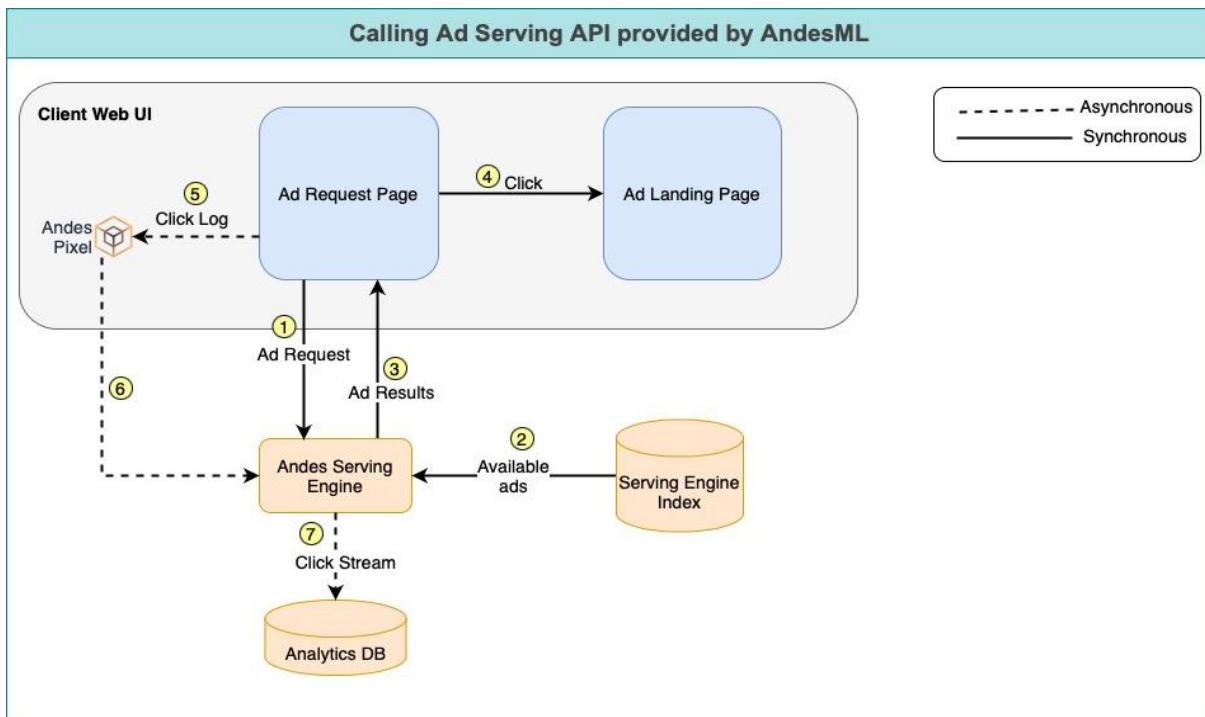 Calling Ad Serving API provided by AndesML
Client Web UI
Asynchronous
Synchronous
Ad Request Page
4
Click
Ad Landing Page
5
Click Log
Andes
Pixel
1
Ad Request
3
Ad Results
6
2
Available
ads
Andes Serving
Engine
Serving Engine
Index
7
Click Stream
Analytics DB